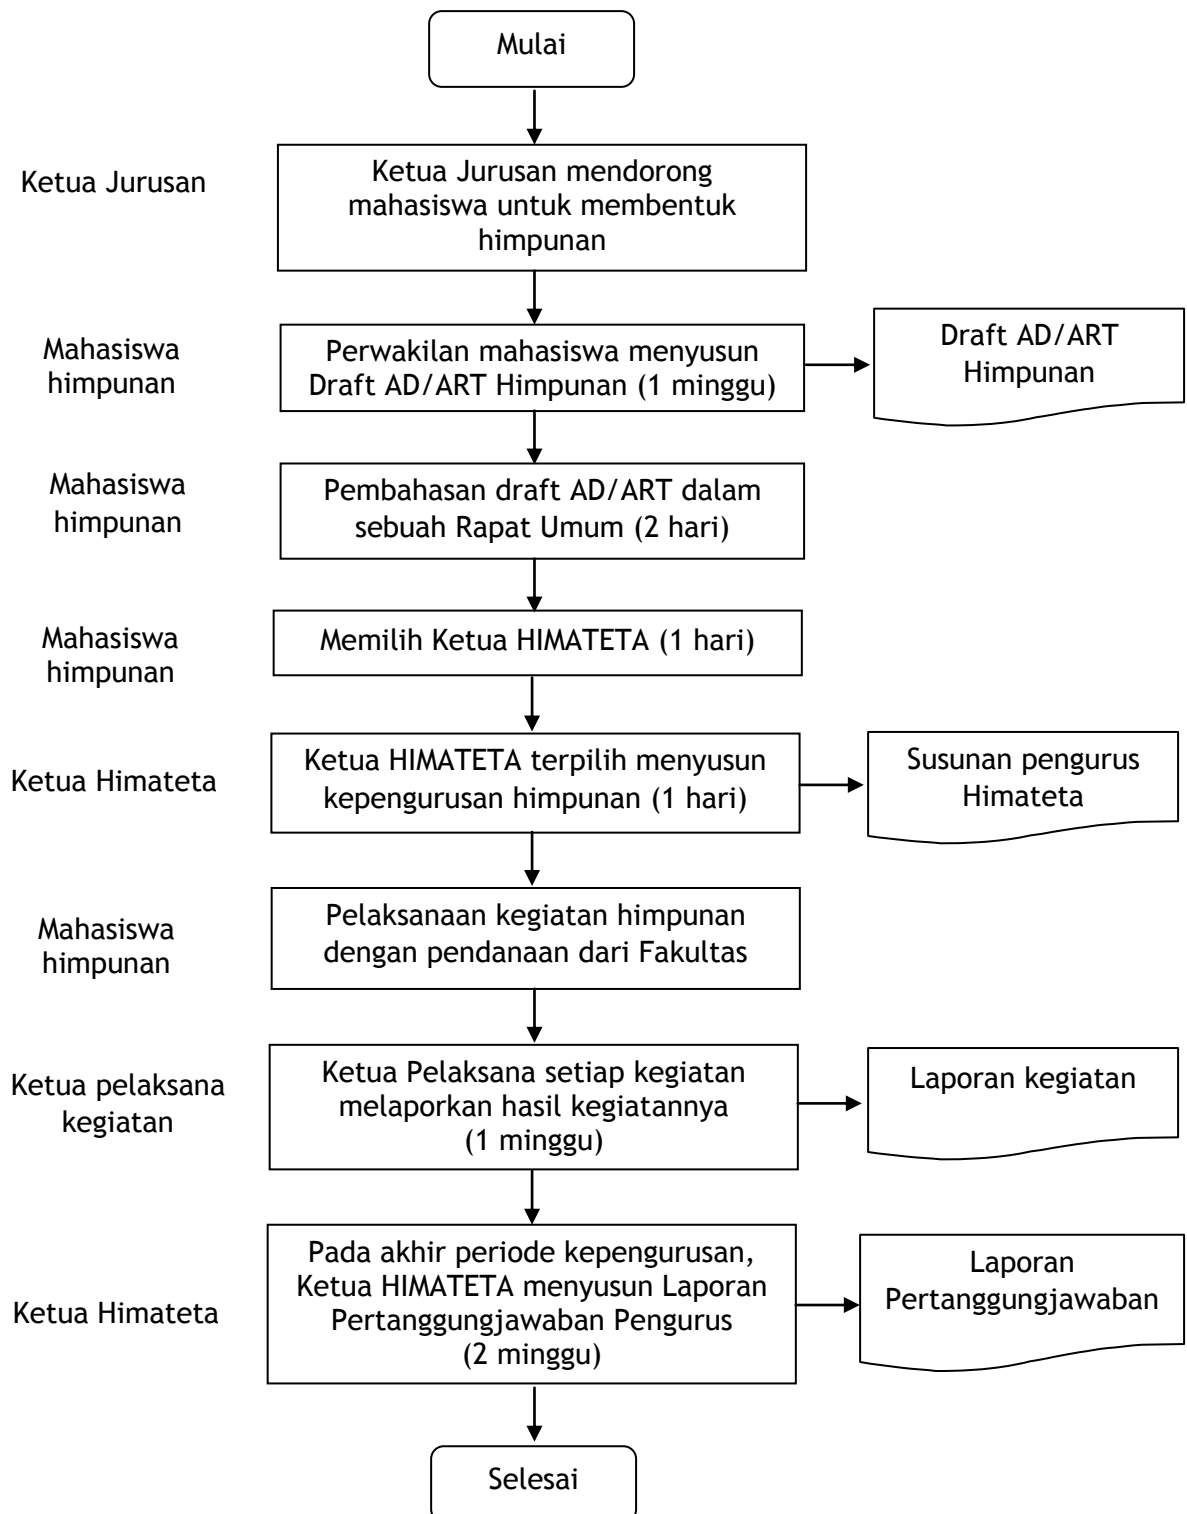 Mulai
Ketua Jurusan
Ketua Jurusan mendorong
mahasiswa untuk membentuk
himpunan
Mahasiswa
himpunan
Perwakilan mahasiswa menyusun
Draft AD/ART Himpunan (1 minggu)
Draft AD/ART
Himpunan
Mahasiswa
himpunan
Pembahasan draft AD/ART dalam
sebuah Rapat Umum (2 hari)
Mahasiswa
himpunan
Memilih Ketua HIMATETA (1 hari)
Ketua Himateta
Ketua HIMATETA terpilih menyusun
kepengurusan himpunan (1 hari)
Susunan pengurus
Himateta
Mahasiswa
himpunan
Pelaksanaan kegiatan himpunan
dengan pendanaan dari Fakultas
Ketua pelaksana
kegiatan
Ketua Pelaksana setiap kegiatan
melaporkan hasil kegiatannya
(1 minggu)
Laporan kegiatan
Ketua Himateta
Pada akhir periode kepengurusan,
Ketua HIMATETA menyusun Laporan
Pertanggungjawaban Pengurus
(2 minggu)
Laporan
Pertanggungjawaban
Selesai